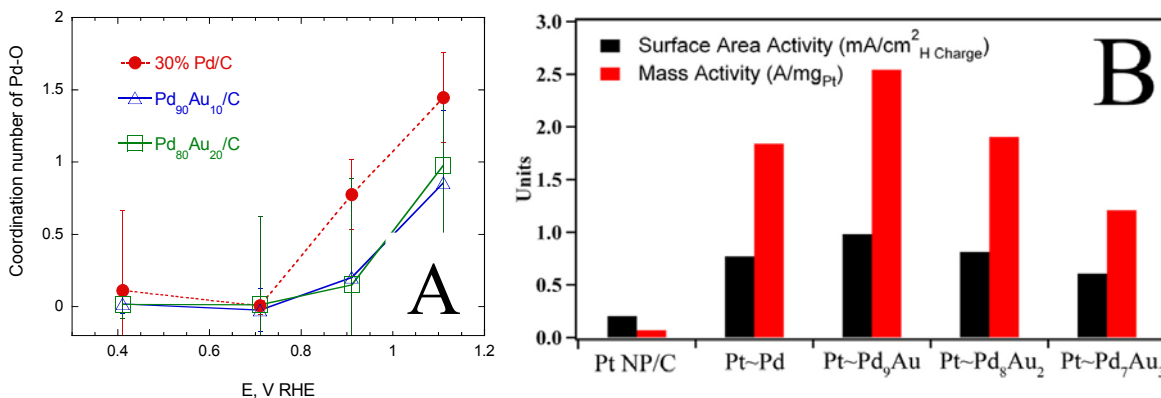 2
1.5
1
0.5
0
Coordination number of Pd-O
30% Pd/C
Pd90Au10/C
Pd80Au20/C
A
0.4 0.6 0.8 1 1.2
E, V RHE
3.0
2.5
2.0
1.5
1.0
0.5
0.0
Units
Surface Area Activity (mA/cm2H Charge)
Mass Activity (A/mgPt)
B
Pt NP/C Pt~Pd Pt~Pd9Au Pt~Pd8Au2 Pt~Pd7Au3